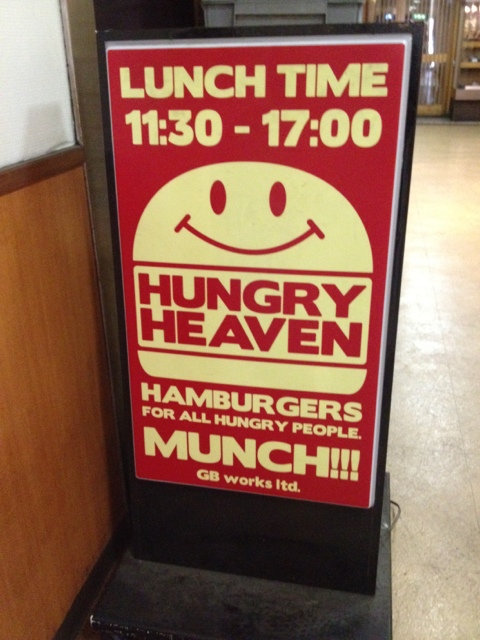 LUNCH TIME
11:30 - 17:00
HUNGRY
HEAVEN
HAMBURGERS
FOR ALL HUNGRY PEOPLE.
MUNCH!!!
GB works ltd.